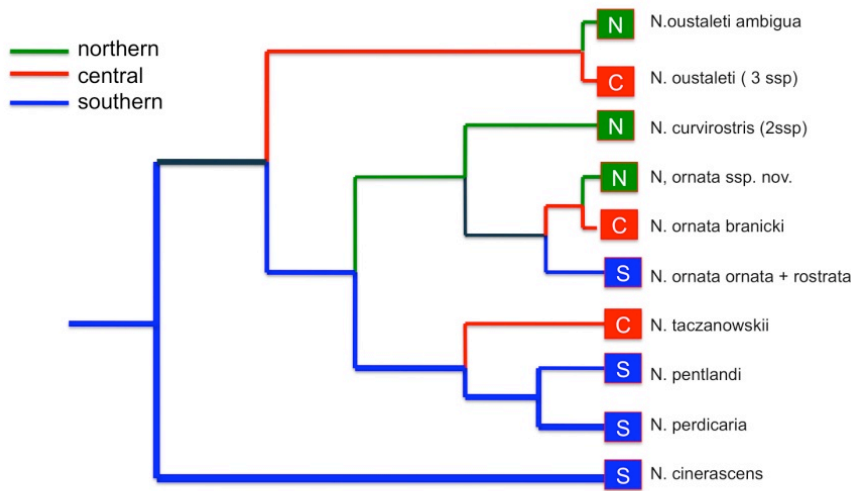 northern
central
southern
N N.oustaleti ambigua
C N. oustaleti ( 3 ssp)
N N. curvirostris (2ssp)
N N, ornata ssp. nov.
C N. ornata branicki
S N. ornata ornata + rostrata
C N. taczanowskii
S N. pentlandi
S N. perdicaria
S N. cinerascens